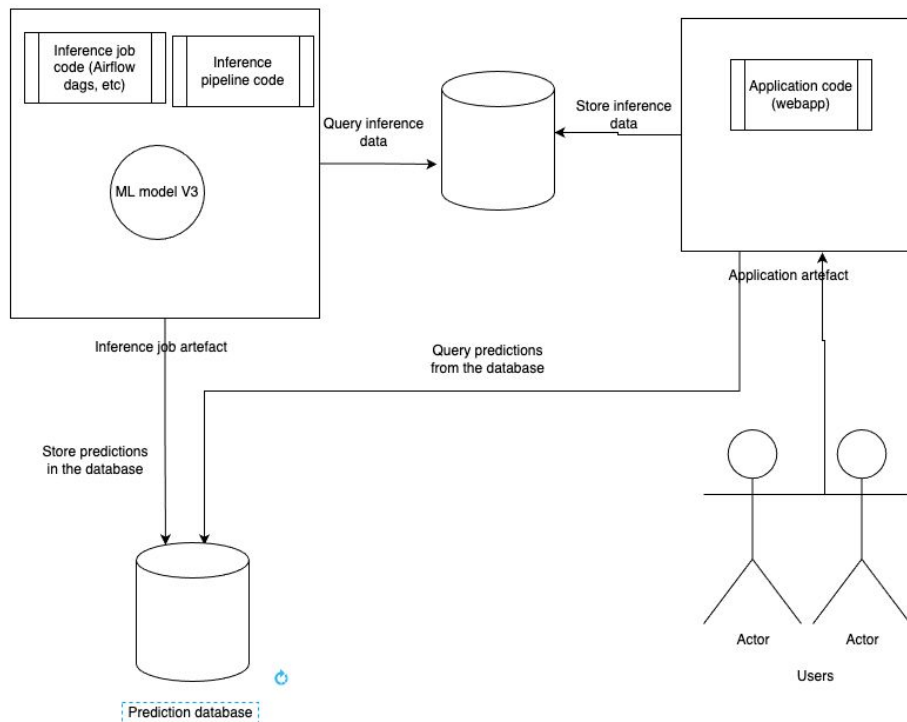 Inference job
code (Airflow
dags, etc)
Inference
pipeline code
ML model V3
Query inference
data
Store inference
data
Application code
(webapp)
Application artefact
Inference job artefact
Query predictions
from the database
Store predictions
in the database
Actor
Actor
Users
Prediction database